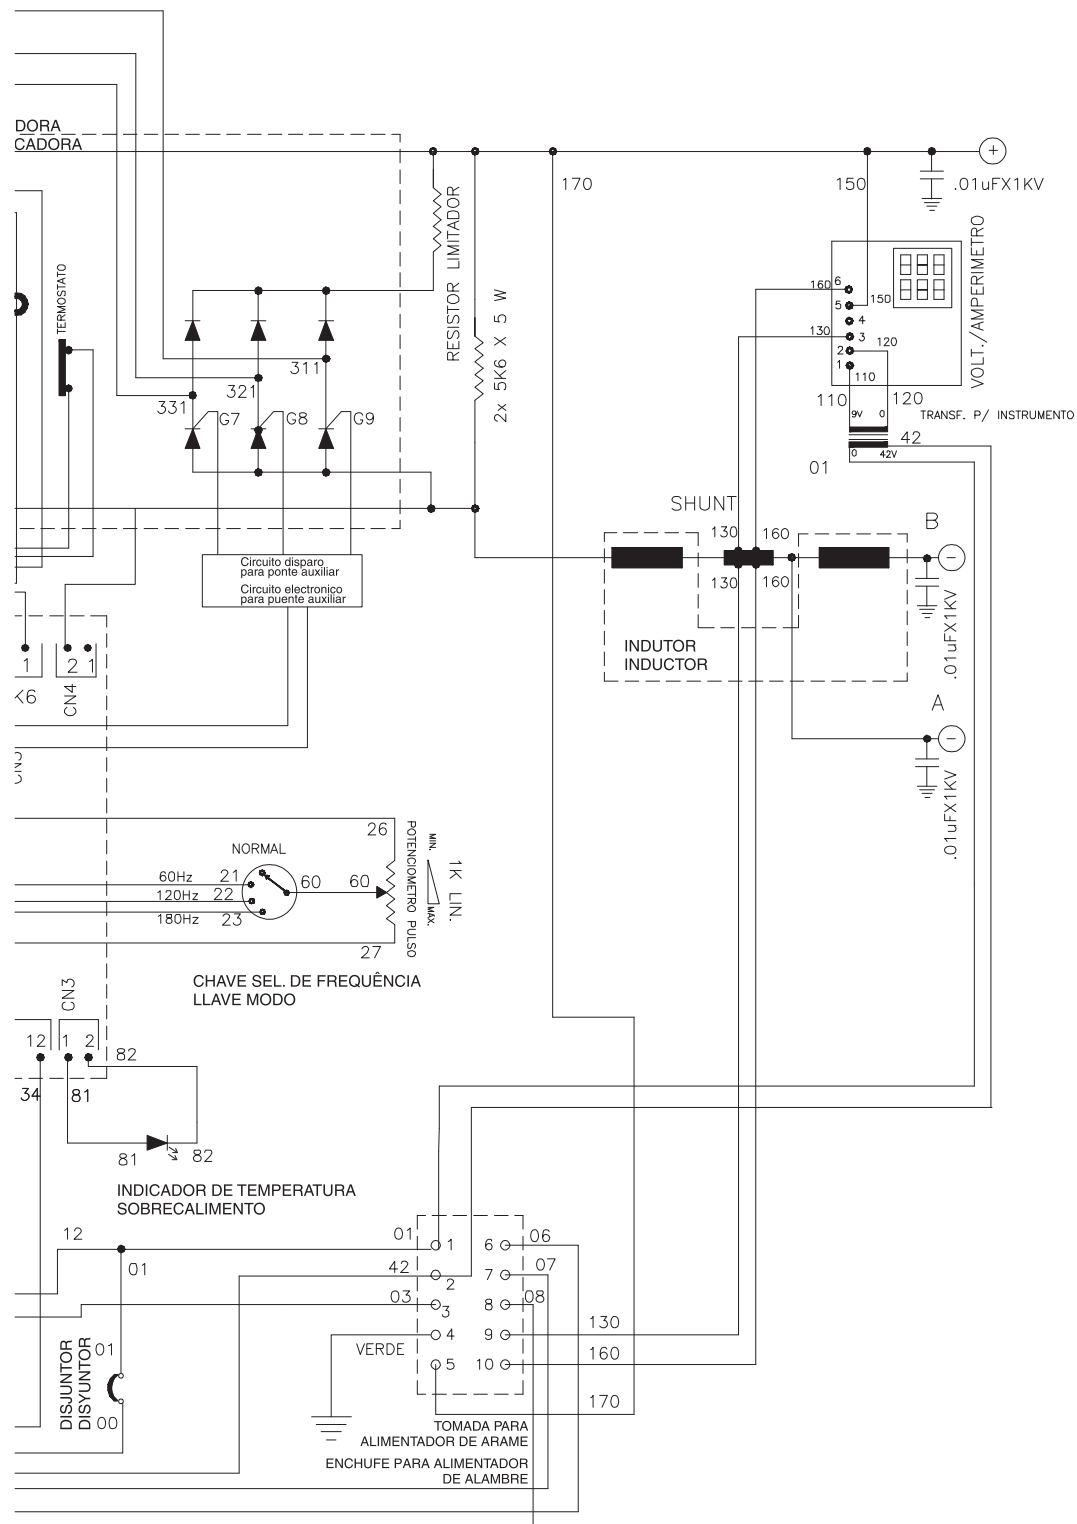 DORA
CADORA
170
150
.01uFX1KV
+
RESISTOR LIMITADOR
2x 5K6 X 5 W
TERMOSTATO
VOLT./AMPERIMETRO
160 6
5 150
4
130 3
2 120
1
110
110
120
9V 0
TRANSF. P/ INSTRUMENTO
0 42V
42
01
311
321
331
G7
G8
G9
SHUNT
130
160
130
160
B
−
.01uFX1KV
Circuito disparo
para ponte auxiliar
Circuito electronico
para puente auxiliar
INDUTOR
INDUCTOR
1
2
1
K6
CN4
A
−
.01uFX1KV
26
NORMAL
60Hz 21
120Hz 22
180Hz 23
60
60
27
POTENCIOMETRO PULSO
MIN.
MAX.
1K LIN.
CHAVE SEL. DE FREQUÊNCIA
LLAVE MODO
CN3
12 1 2
82
34
81
81
82
INDICADOR DE TEMPERATURA
SOBRECALIMENTO
12
01
01
42
03
1
2
3
4
5
6
7
8
9
10
06
07
08
130
160
170
VERDE
DISJUNTOR
DISYUNTOR
01
00
TOMADA PARA
ALIMENTADOR DE ARAME
ENCHUFE PARA ALIMENTADOR
DE ALAMBRE